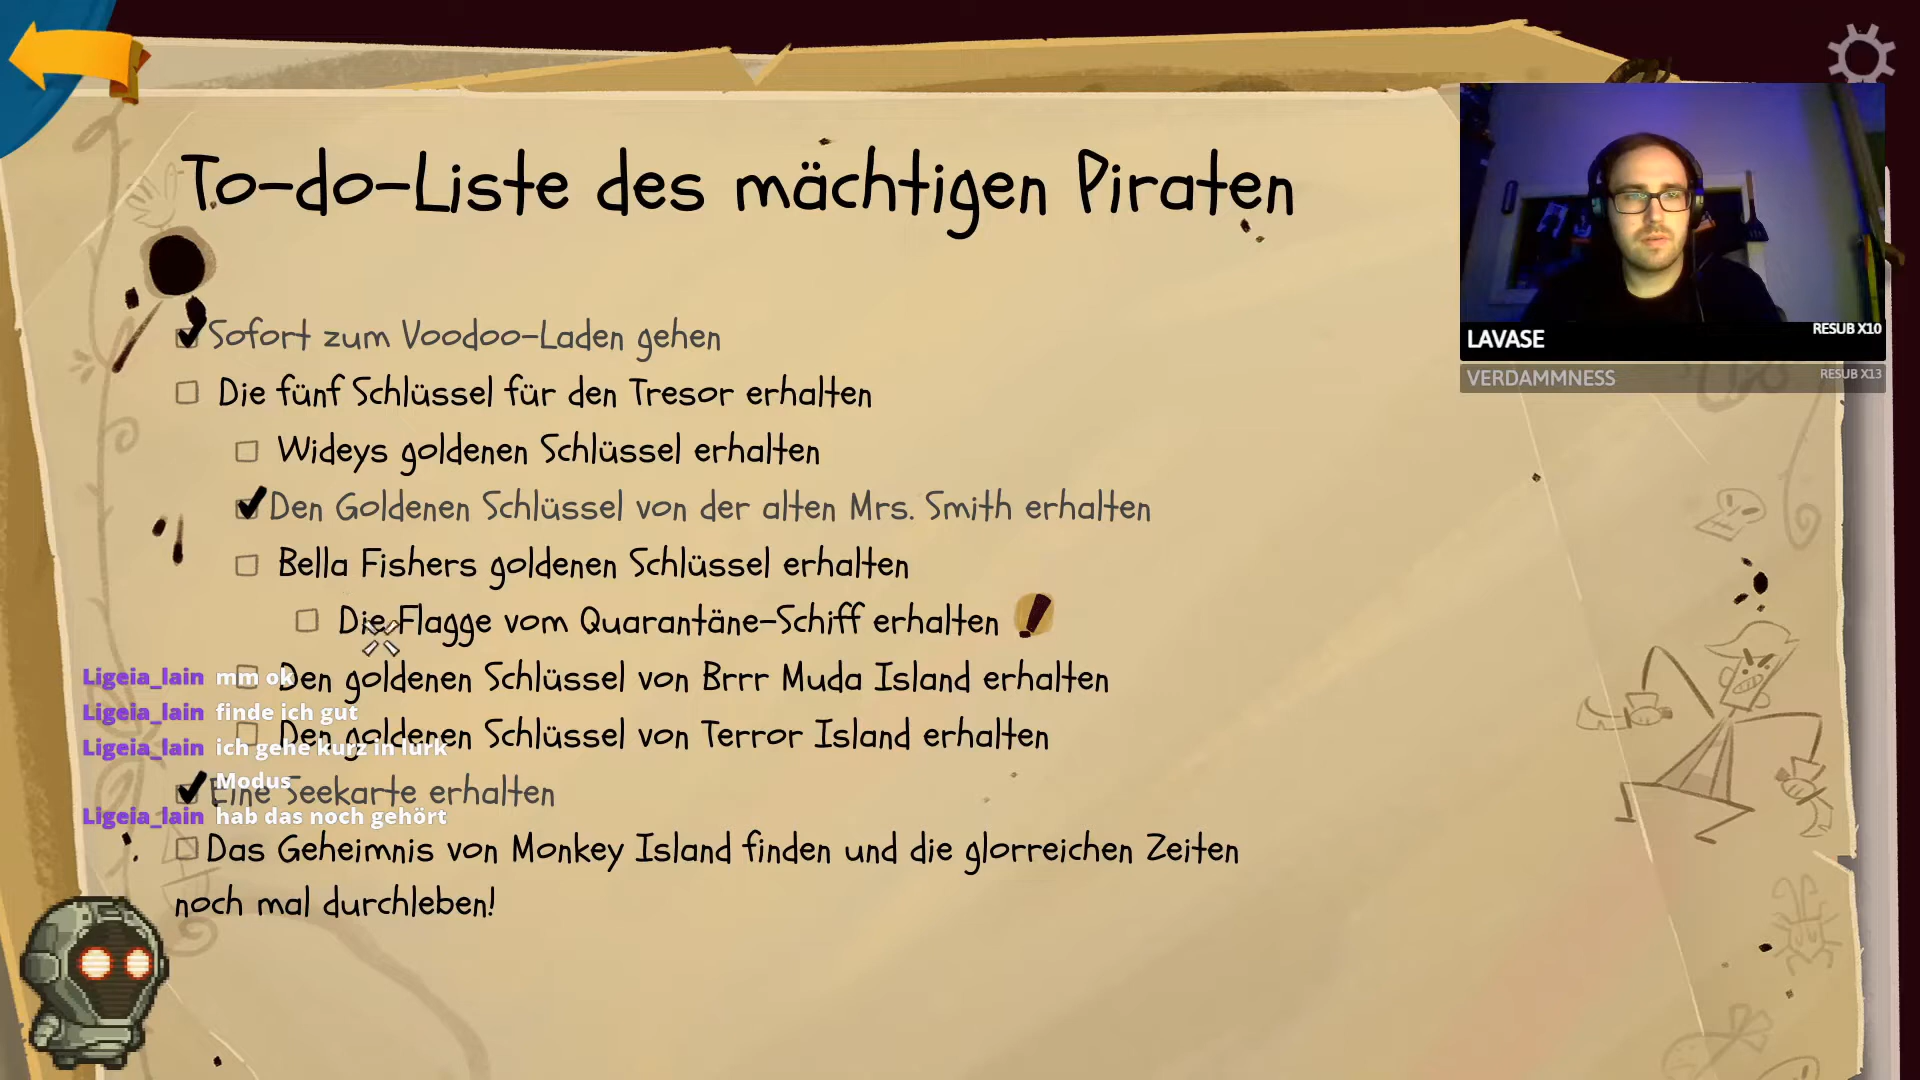 To-do-Liste des mächtigen Piraten
Sofort zum Voodoo-Laden gehen
Die fünf Schlüssel für den Tresor erhalten
Wideys goldenen Schlüssel erhalten
Den Goldenen Schlüssel von der alten Mrs. Smith erhalten
Bella Fishers goldenen Schlüssel erhalten
Die Flagge vom Quarantäne-Schiff erhalten
Den goldenen Schlüssel von Brrr Muda Island erhalten
Den goldenen Schlüssel von Terror Island erhalten
Eine Seekarte erhalten
Das Geheimnis von Monkey Island finden und die glorreichen Zeiten
noch mal durchleben!
Ligeia_lain mm ok
Ligeia_lain finde ich gut
Ligeia_lain ich gehe kurz in lurk
Modus
Ligeia_lain hab das noch gehört
LAVASE RESUB X10
VERDAMMNESS RESUB X13